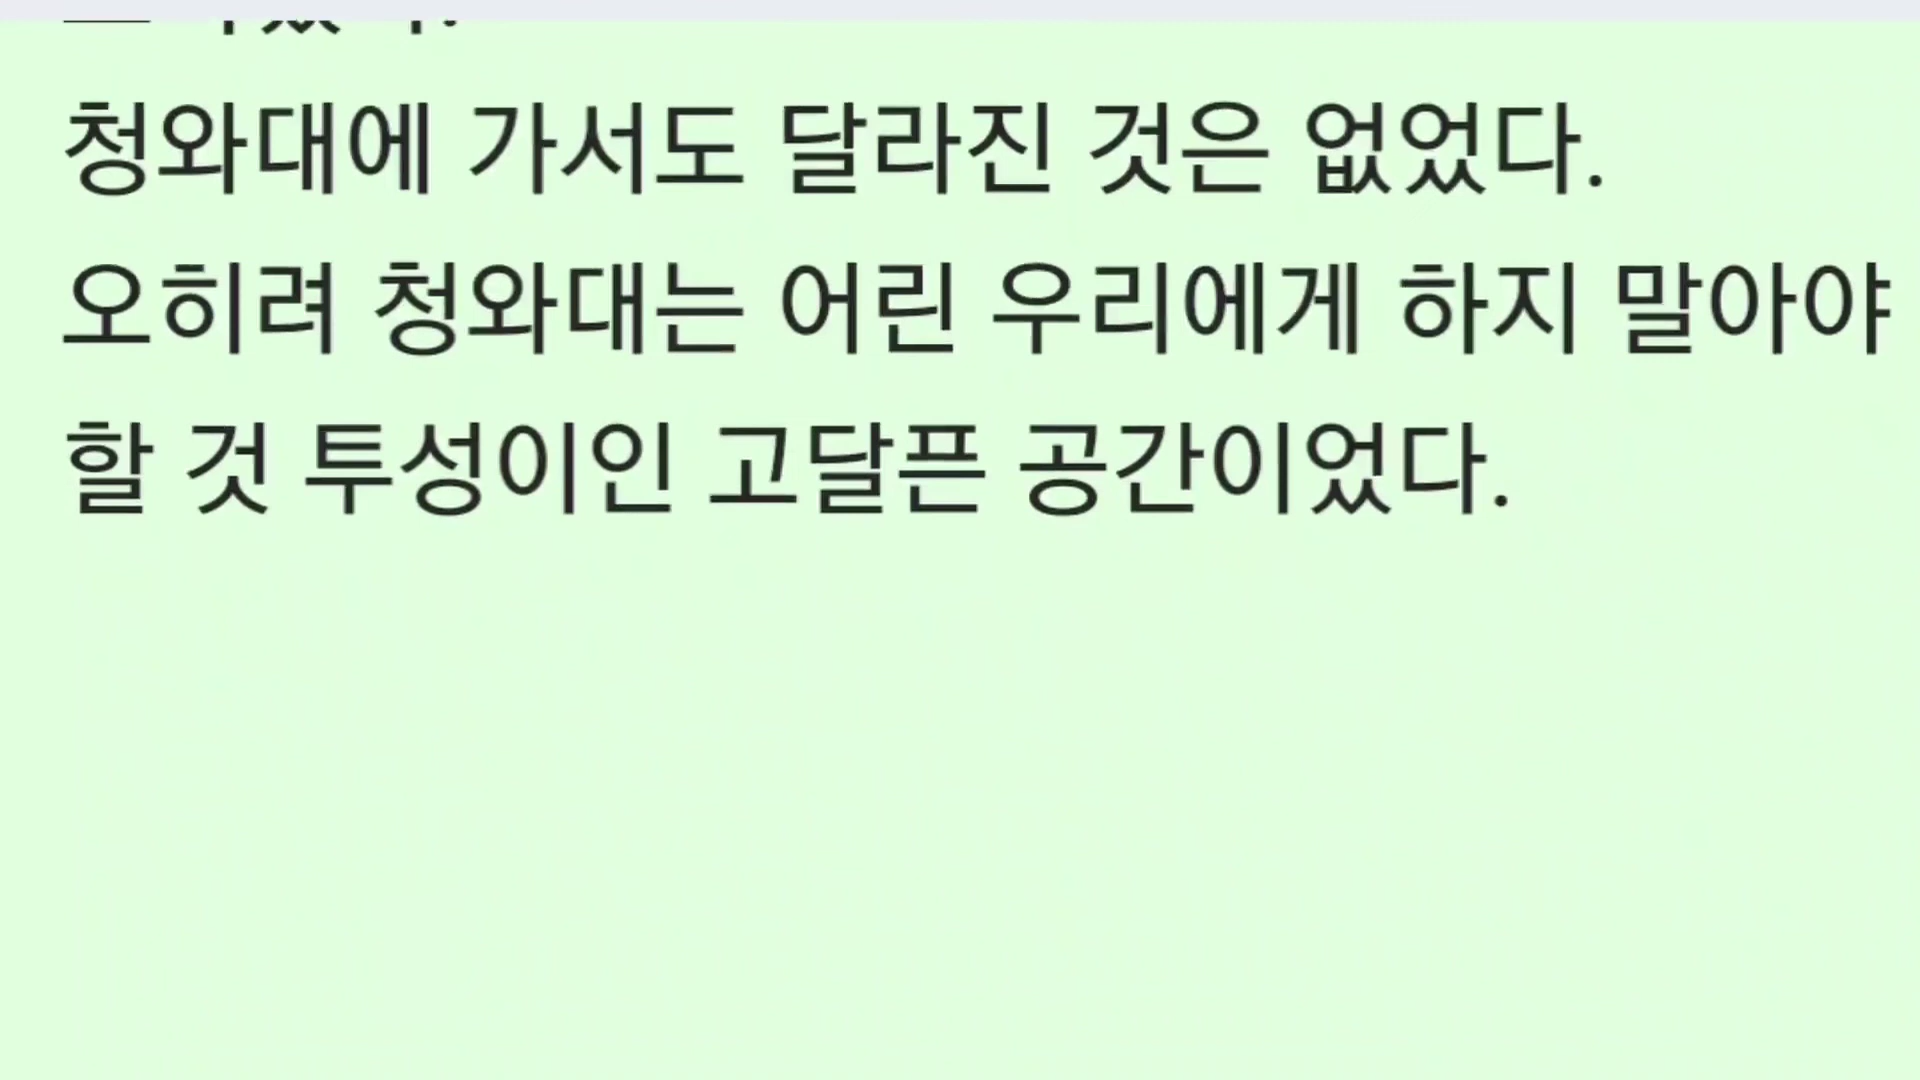 청와대에 가서도 달라진 것은 없었다.
오히려 청와대는 어린 우리에게 하지 말아야
할 것 투성이인 고달픈 공간이었다.